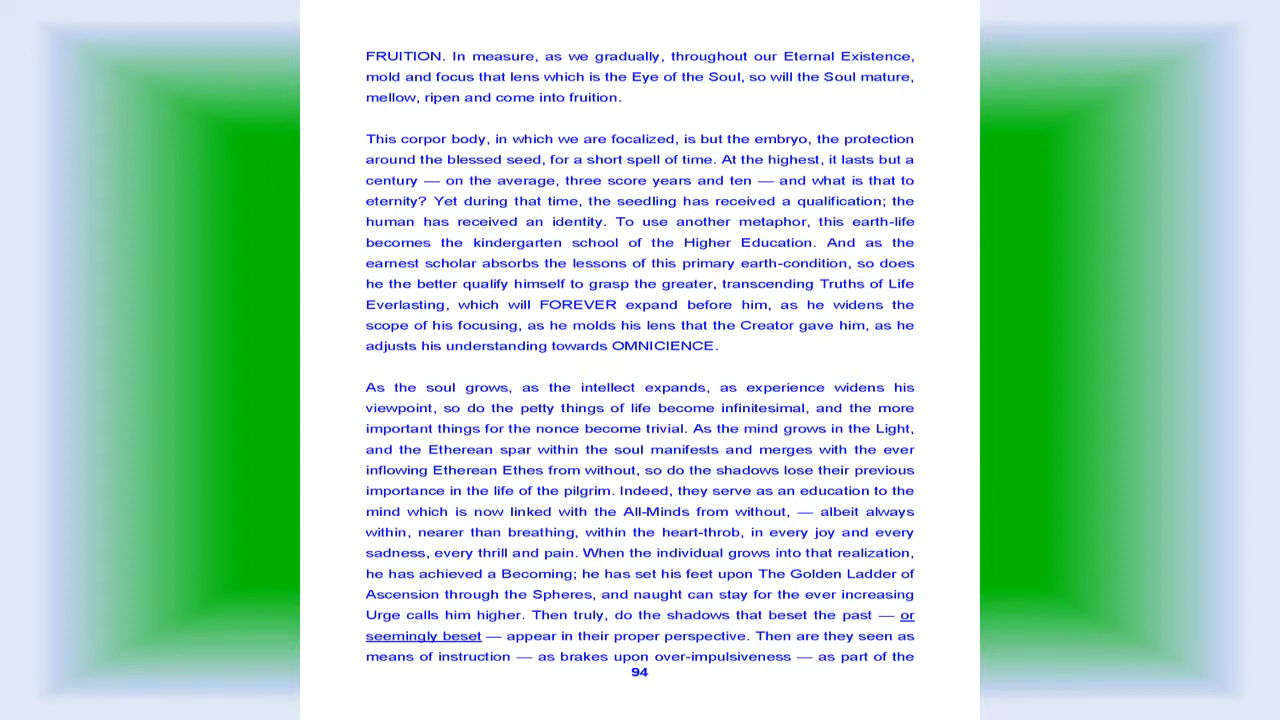 FRUITION. In measure, as we gradually, throughout our Eternal Existence,
mold and focus that lens which is the Eye of the Soul, so will the Soul mature,
mellow, ripen and come into fruition.
This corpor body, in which we are focalized, is but the embryo, the protection
around the blessed seed, for a short spell of time. At the highest, it lasts but a
century — on the average, three score years and ten — and what is that to
eternity? Yet during that time, the seedling has received a qualification; the
human has received an identity. To use another metaphor, this earth-life
becomes the kindergarten school of the Higher Education. And as the
earnest scholar absorbs the lessons of this primary earth-condition, so does
he the better qualify himself to grasp the greater, transcending Truths of Life
Everlasting, which will FOREVER expand before him, as he widens the
scope of his focusing, as he molds his lens that the Creator gave him, as he
adjusts his understanding towards OMNICIENCE.
As the soul grows, as the intellect expands, as experience widens his
viewpoint, so do the petty things of life become infinitesimal, and the more
important things for the nonce become trivial. As the mind grows in the Light,
and the Etherean spar within the soul manifests and merges with the ever
inflowing Etherean Ethes from without, so do the shadows lose their previous
importance in the life of the pilgrim. Indeed, they serve as an education to the
mind which is now linked with the All-Minds from without, — albeit always
within, nearer than breathing, within the heart-throb, in every joy and every
sadness, every thrill and pain. When the individual grows into that realization,
he has achieved a Becoming; he has set his feet upon The Golden Ladder of
Ascension through the Spheres, and naught can stay for the ever increasing
Urge calls him higher. Then truly, do the shadows that beset the past — or
seemingly beset — appear in their proper perspective. Then are they seen as
means of instruction — as brakes upon over-impulsiveness — as part of the
94